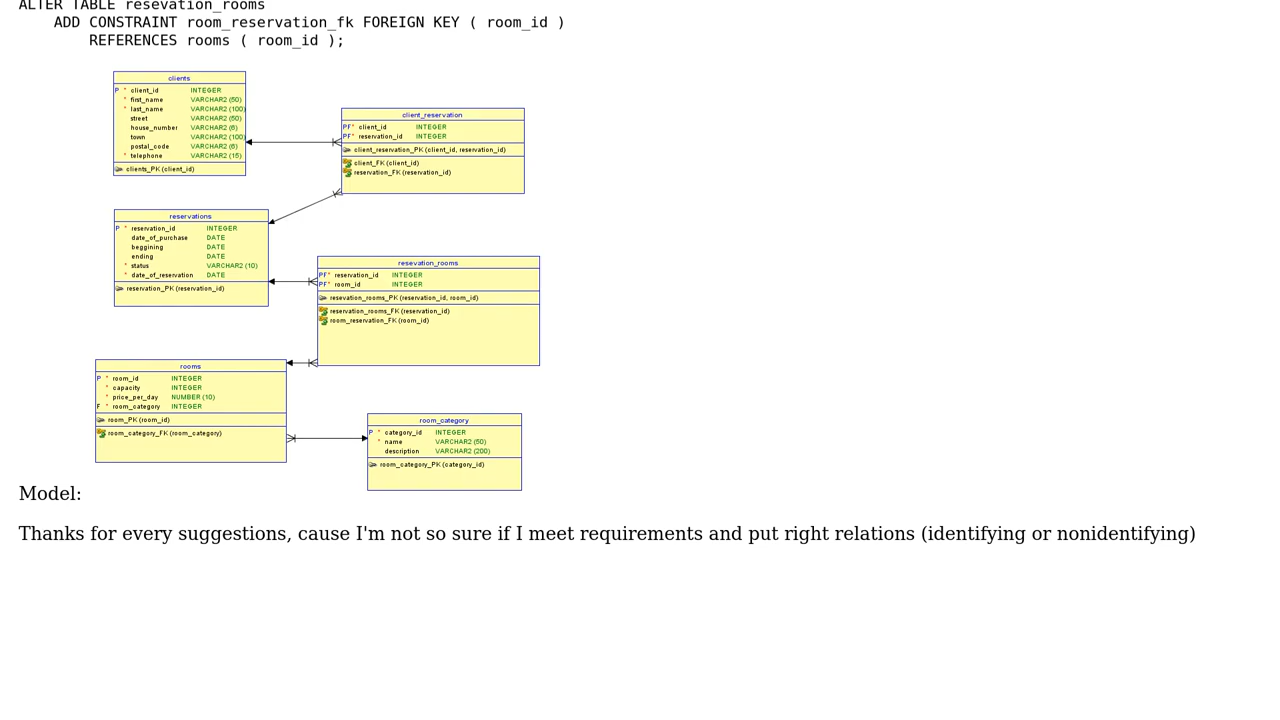 ALTER TABLE resevation_rooms
ADD CONSTRAINT room_reservation_fk FOREIGN KEY ( room_id )
REFERENCES rooms ( room_id );
clients
P * client_id INTEGER
* first_name VARCHAR2 (50)
* last_name VARCHAR2 (100)
street VARCHAR2 (50)
house_number VARCHAR2 (6)
town VARCHAR2 (100)
postal_code VARCHAR2 (6)
* telephone VARCHAR2 (15)
clients_PK (client_id)
client_reservation
PF* client_id INTEGER
PF* reservation_id INTEGER
client_reservation_PK (client_id, reservation_id)
client_FK (client_id)
reservation_FK (reservation_id)
reservations
P * reservation_id INTEGER
date_of_purchase DATE
beggining DATE
ending DATE
* status VARCHAR2 (10)
* date_of_reservation DATE
reservation_PK (reservation_id)
resevation_rooms
PF* reservation_id INTEGER
PF* room_id INTEGER
resevation_rooms_PK (reservation_id, room_id)
reservation_rooms_FK (reservation_id)
room_reservation_FK (room_id)
rooms
P * room_id INTEGER
* capacity INTEGER
* price_per_day NUMBER (10)
F * room_category INTEGER
room_PK (room_id)
room_category_FK (room_category)
room_category
P * category_id INTEGER
* name VARCHAR2 (50)
description VARCHAR2 (200)
room_category_PK (category_id)
Model:
Thanks for every suggestions, cause I'm not so sure if I meet requirements and put right relations (identifying or nonidentifying)